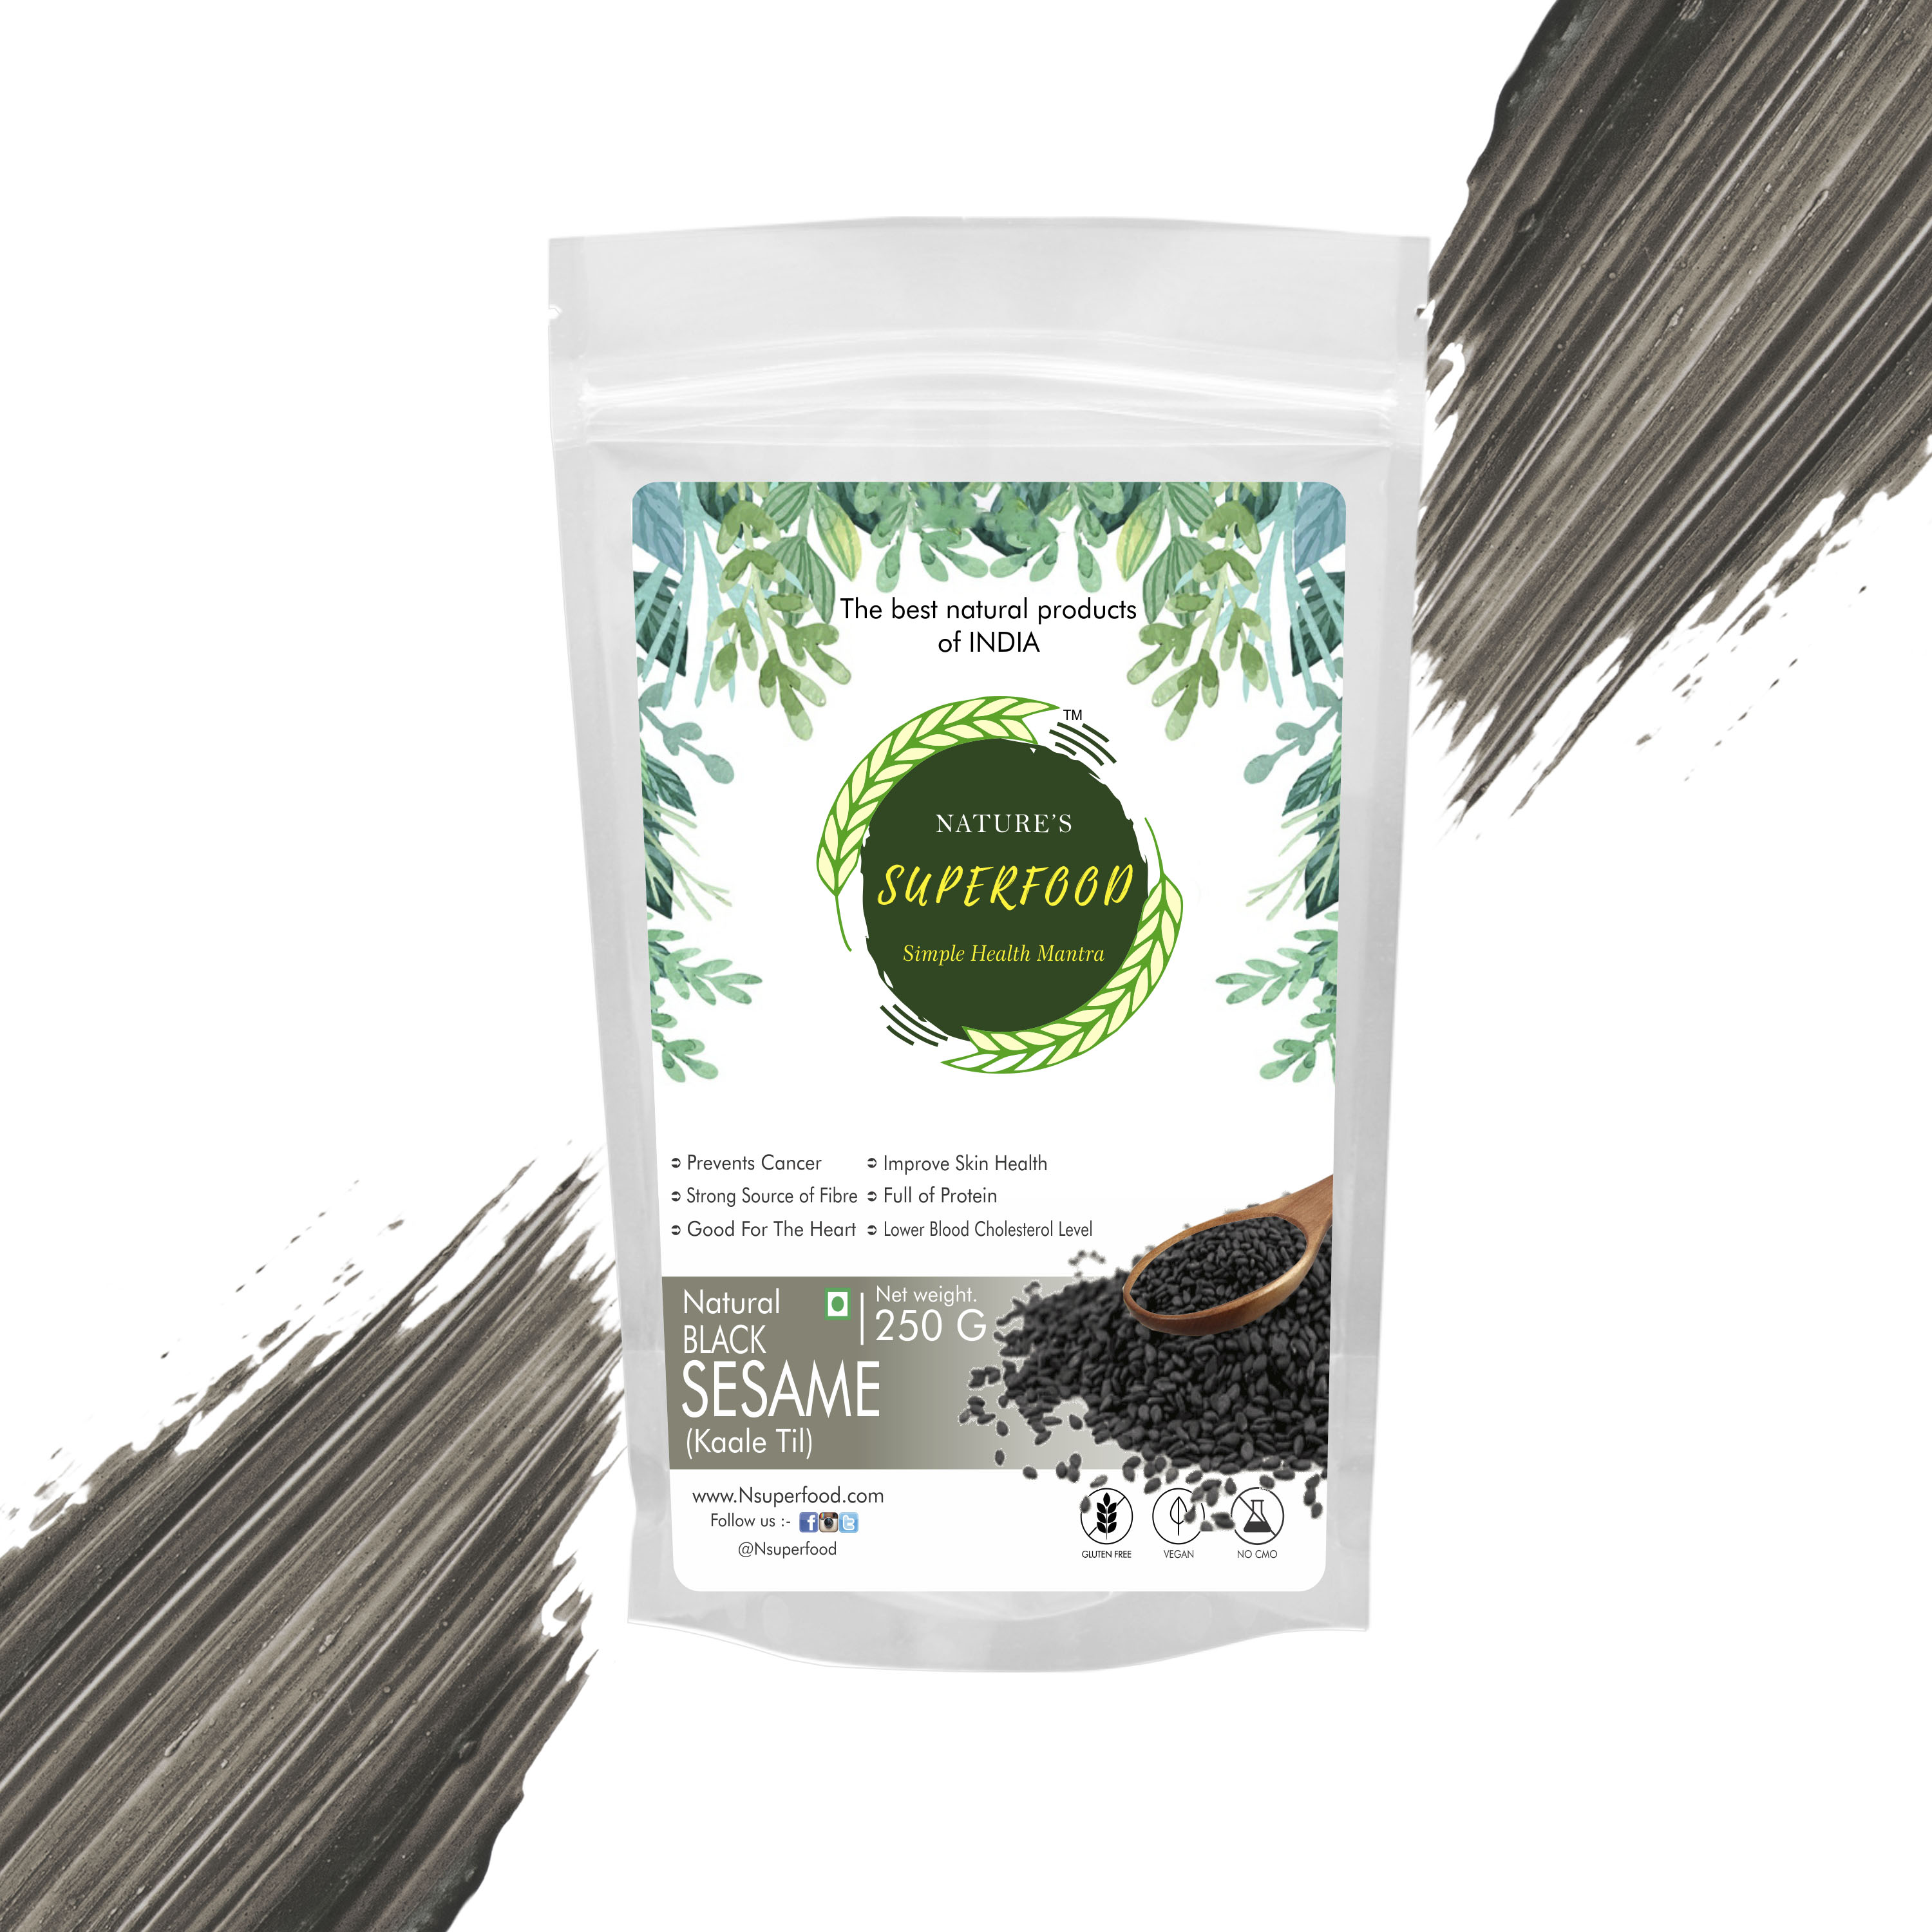 The best natural products
of INDIA
TM
NATURE'S
SUPERFOOD
Simple Health Mantra
➲ Prevents Cancer ➲ Improve Skin Health
➲ Strong Source of Fibre ➲ Full of Protein
➲ Good For The Heart ➲ Lower Blood Cholesterol Level
Natural
BLACK
SESAME
(Kaale Til)
Net weight.
250 G
www.Nsuperfood.com
Follow us :-
@Nsuperfood
GLUTEN FREE VEGAN NO CMO